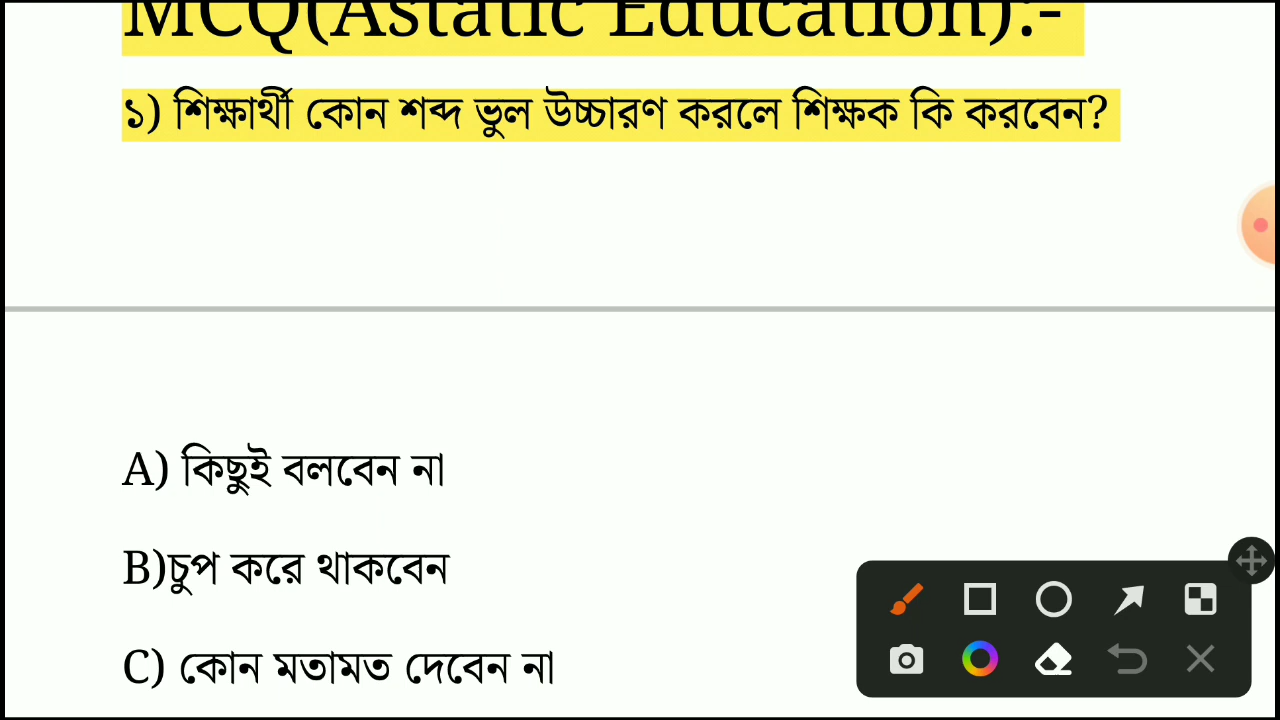 MCQ(Astatic Education):-
১) শিক্ষার্থী কোন শব্দ ভুল উচ্চারণ করলে শিক্ষক কি করবেন?
A) কিছুই বলবেন না
B)চুপ করে থাকবেন
C) কোন মতামত দেবেন না